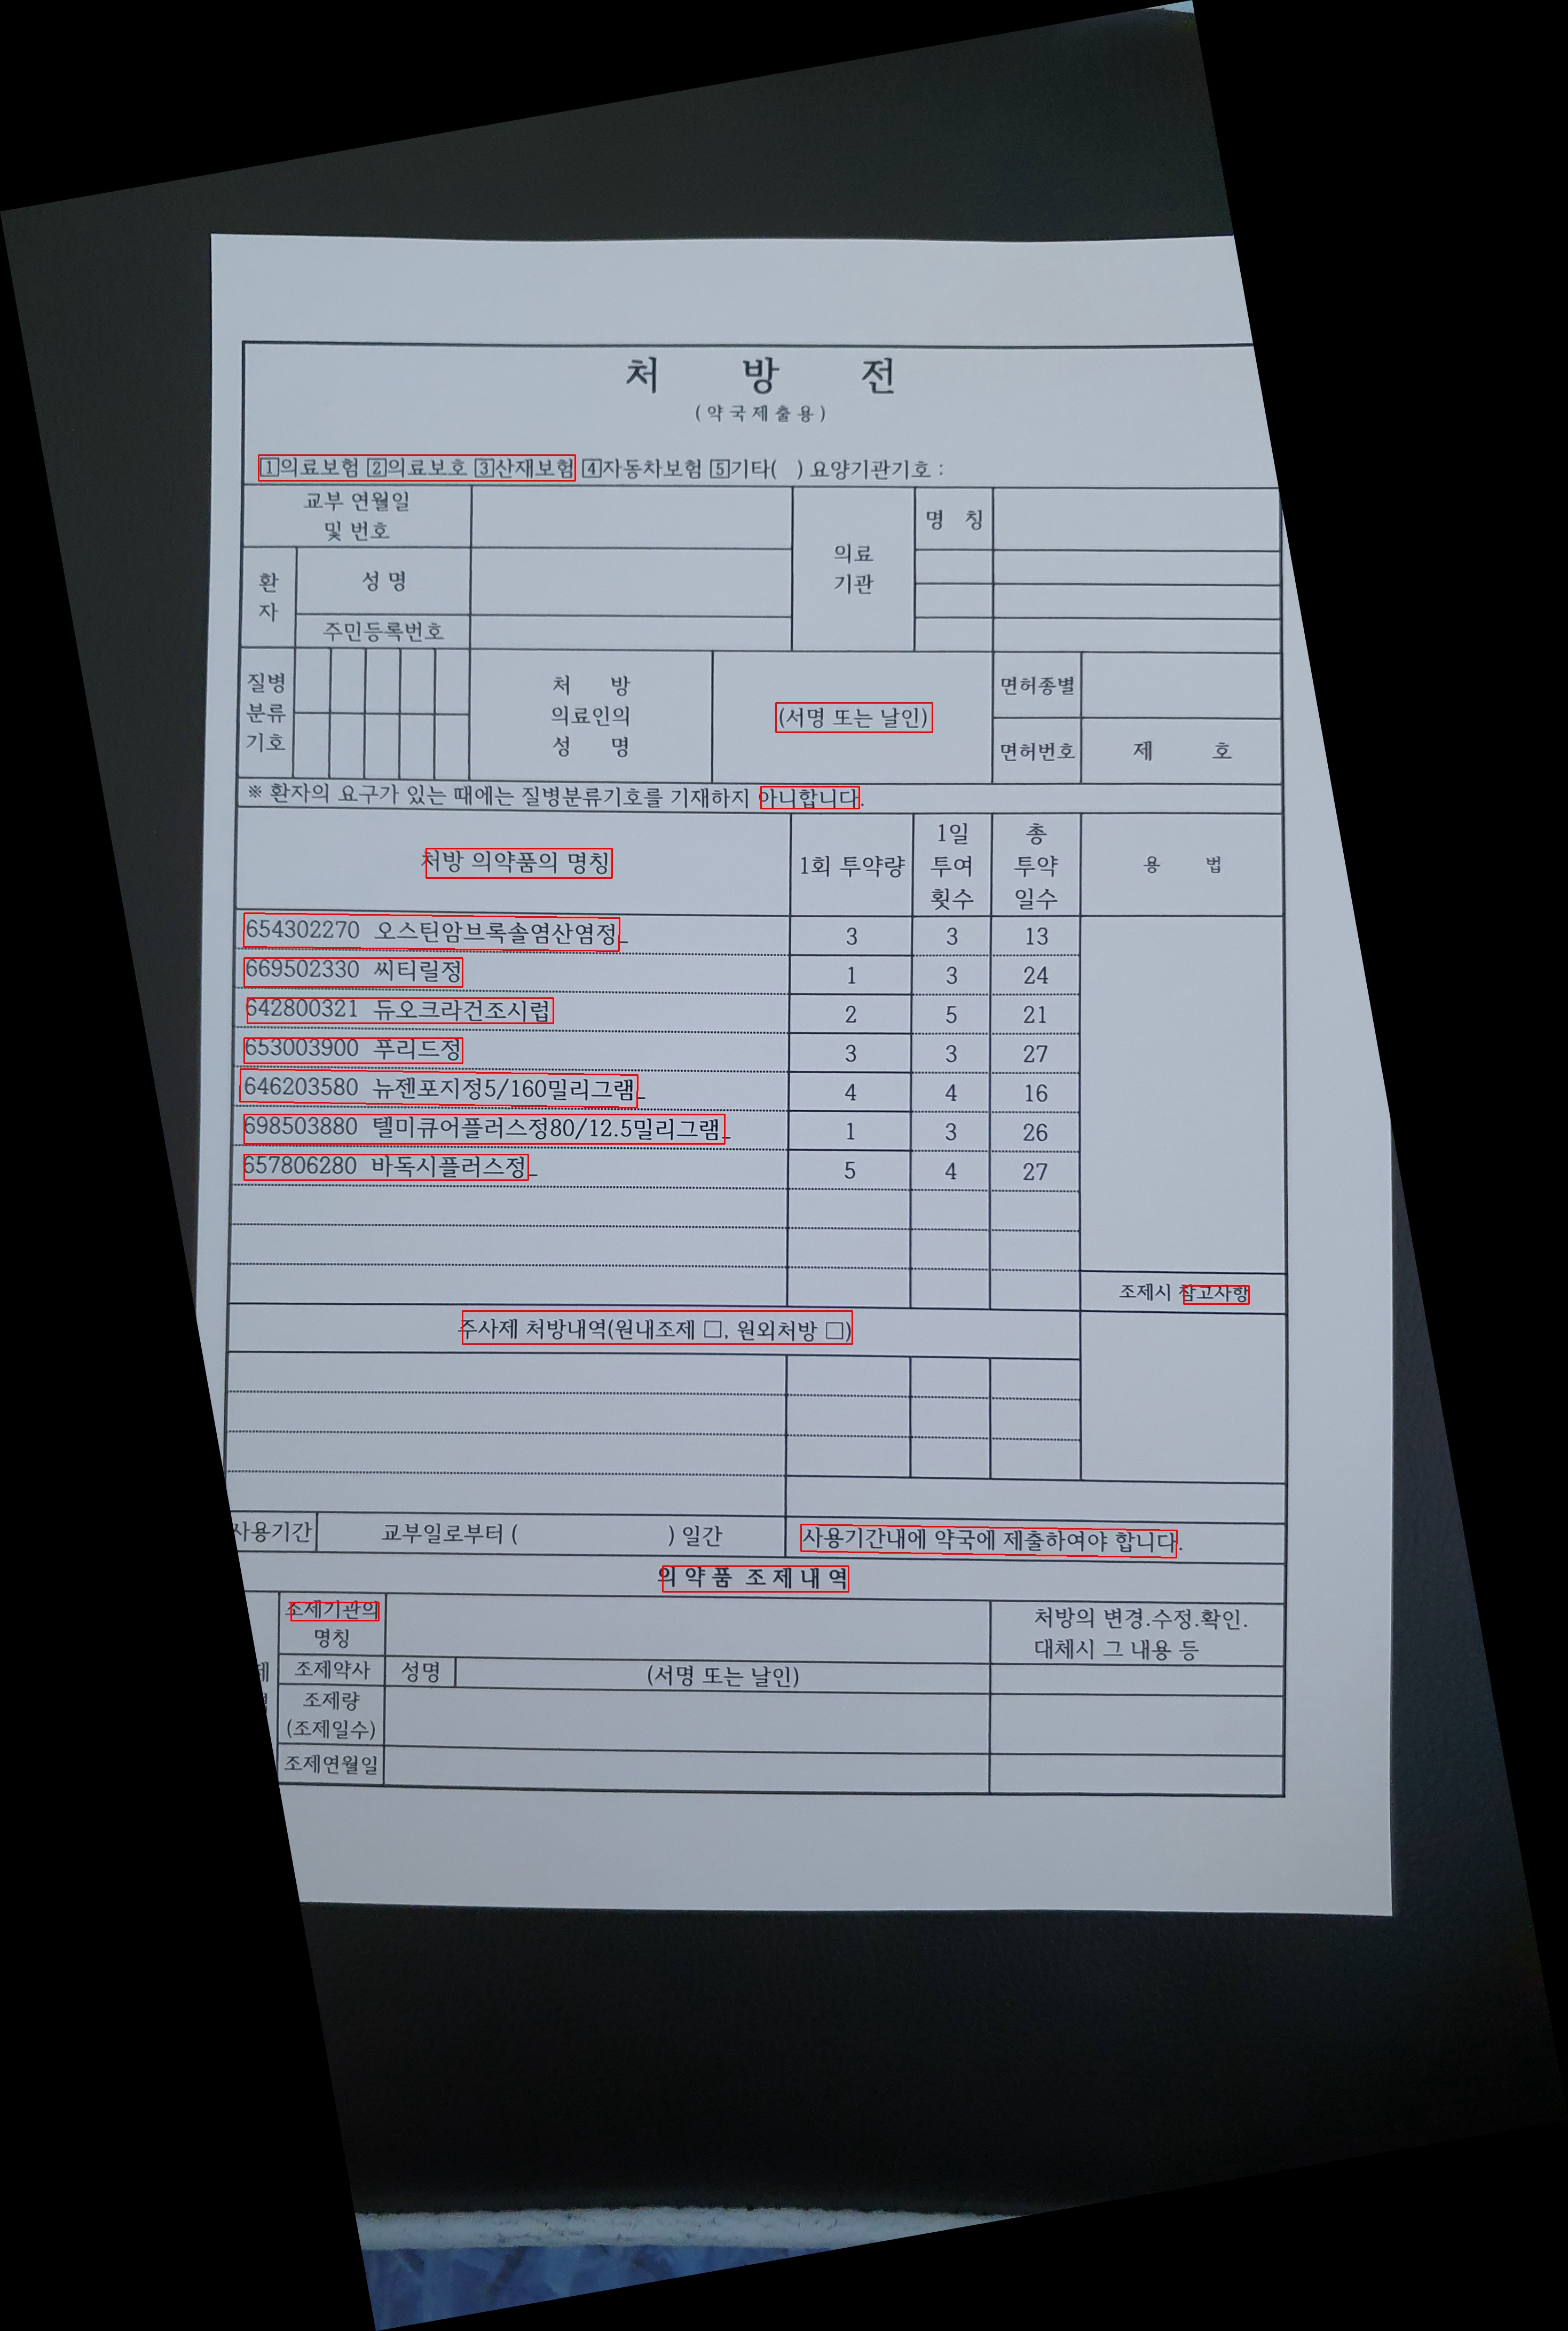 처 방 전
(약국제출용)
1의료보험 2의료보호 3산재보험 4자동차보험 5기타( ) 요양기관기호 :
교부 연월일 및 번호
의료 기관
명 칭
환자
성 명
주민등록번호
질병 분류 기호
처 방 의료인의 성 명
(서명 또는 날인)
면허종별
면허번호
제 호
※ 환자의 요구가 있는 때에는 질병분류기호를 기재하지 아니합니다.
처방 의약품의 명칭 1회 투약량 1일 투여 횟수 총 투약 일수 용 법
654302270 오스틴암브록솔염산염정_ 3 3 13
669502330 씨티릴정 1 3 24
642800321 듀오크라건조시럽 2 5 21
653003900 푸리드정 3 3 27
646203580 뉴젠포지정5/160밀리그램_ 4 4 16
698503880 텔미큐어플러스정80/12.5밀리그램_ 1 3 26
657806280 바독시플러스정_ 5 4 27
조제시 참고사항
주사제 처방내역(원내조제 □, 원외처방 □)
사용기간 교부일로부터 ( ) 일간 사용기간내에 약국에 제출하여야 합니다.
의 약 품 조 제 내 역
조제기관의 명칭
처방의 변경.수정.확인. 대체시 그 내용 등
조제약사 성명 (서명 또는 날인)
조제량 (조제일수)
조제연월일